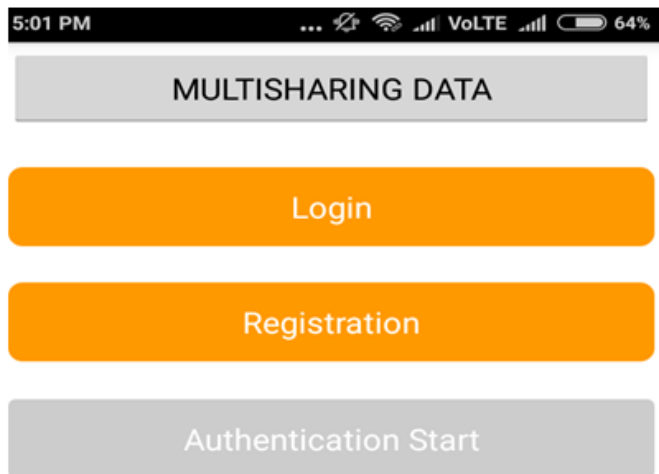 5:01 PM ... VoLTE 64%
MULTISHARING DATA
Login
Registration
Authentication Start